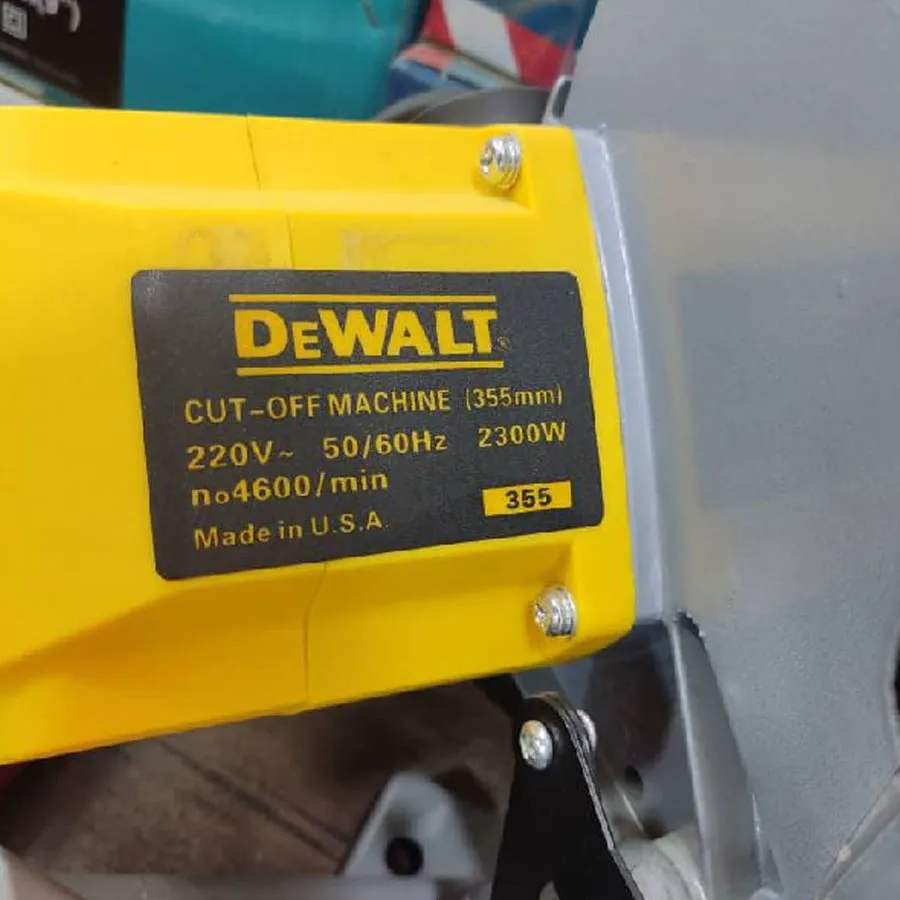 DEWALT
CUT-OFF MACHINE (355mm)
220V~ 50/60Hz 2300W
no4600/min
355
Made in U.S.A.